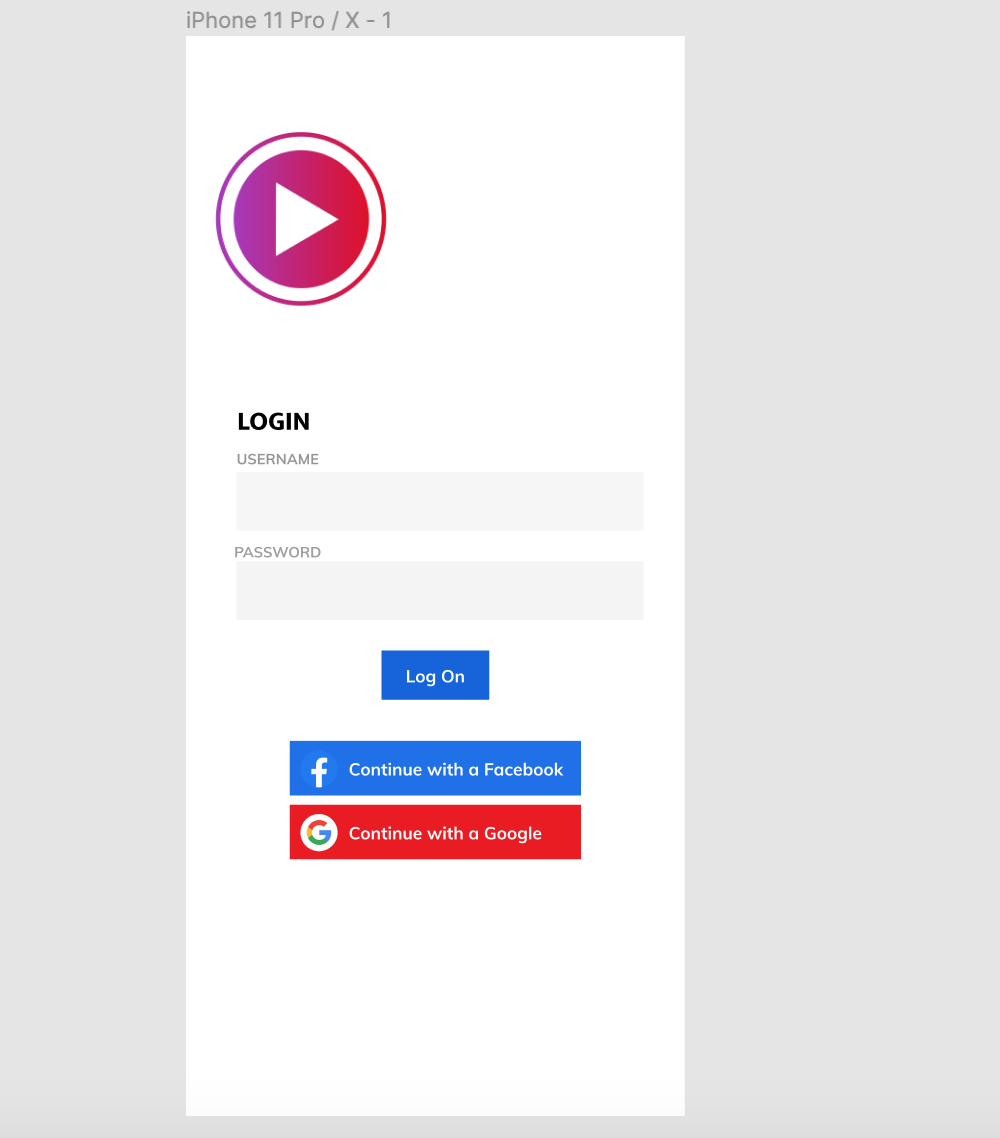 iPhone 11 Pro / X - 1
LOGIN
USERNAME
PASSWORD
Log On
Continue with a Facebook
Continue with a Google